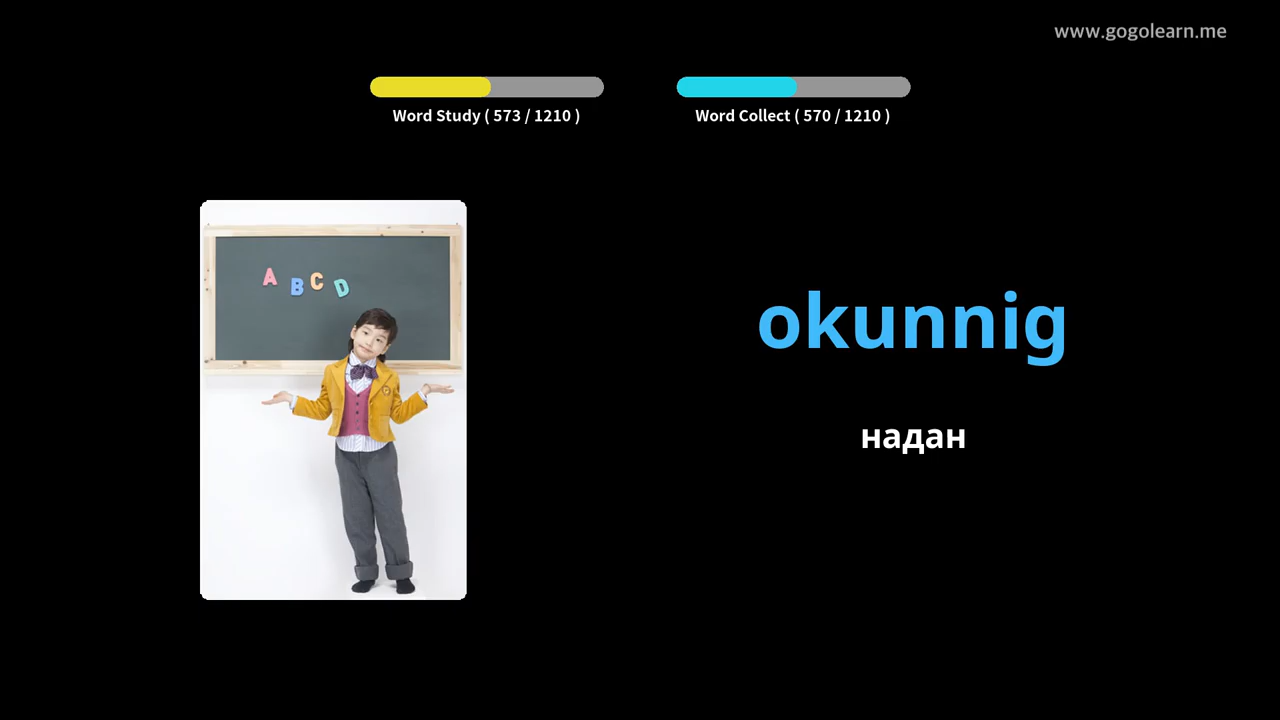 www.gogolearn.me
Word Study ( 573 / 1210 )
Word Collect ( 570 / 1210 )
A B C D
okunnig
надан